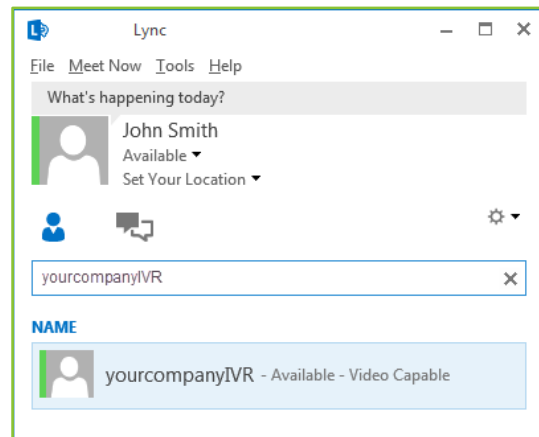 Lync
File Meet Now Tools Help
What's happening today?
John Smith
Available
Set Your Location
yourcompanyIVR
NAME
yourcompanyIVR - Available - Video Capable